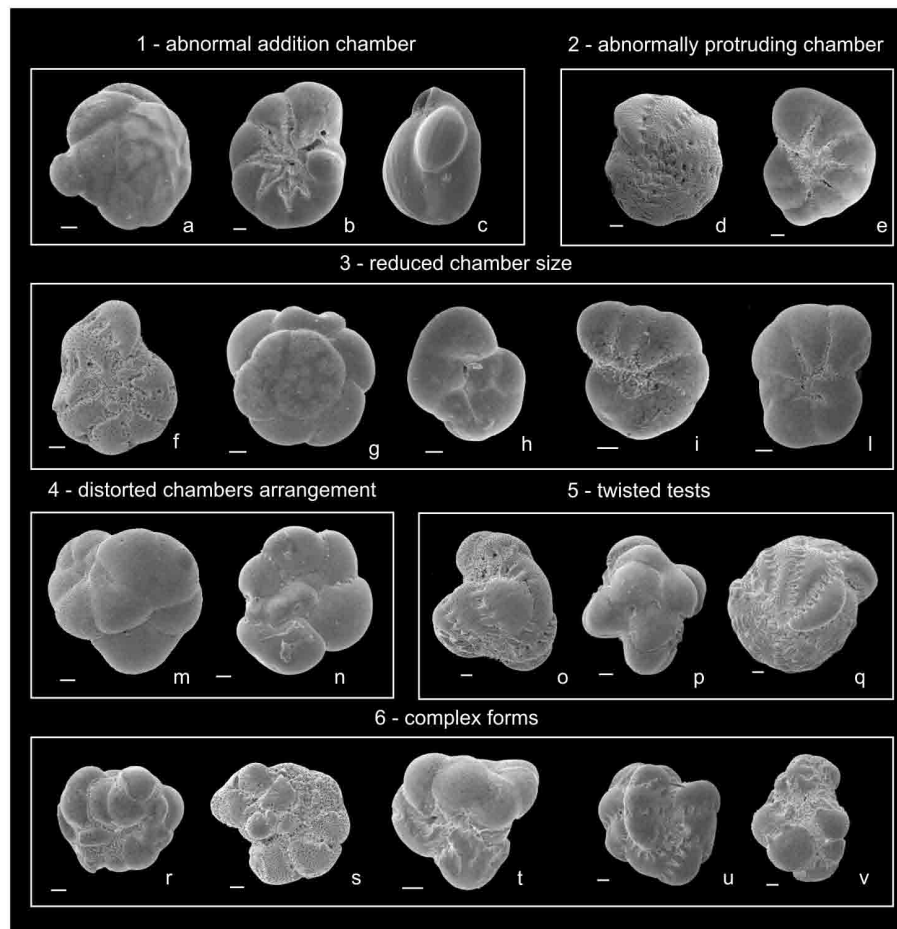 1 - abnormal addition chamber
2 - abnormally protruding chamber
a b c d e
3 - reduced chamber size
f g h i l
4 - distorted chambers arrangement
5 - twisted tests
m n o p q
6 - complex forms
r s t u v